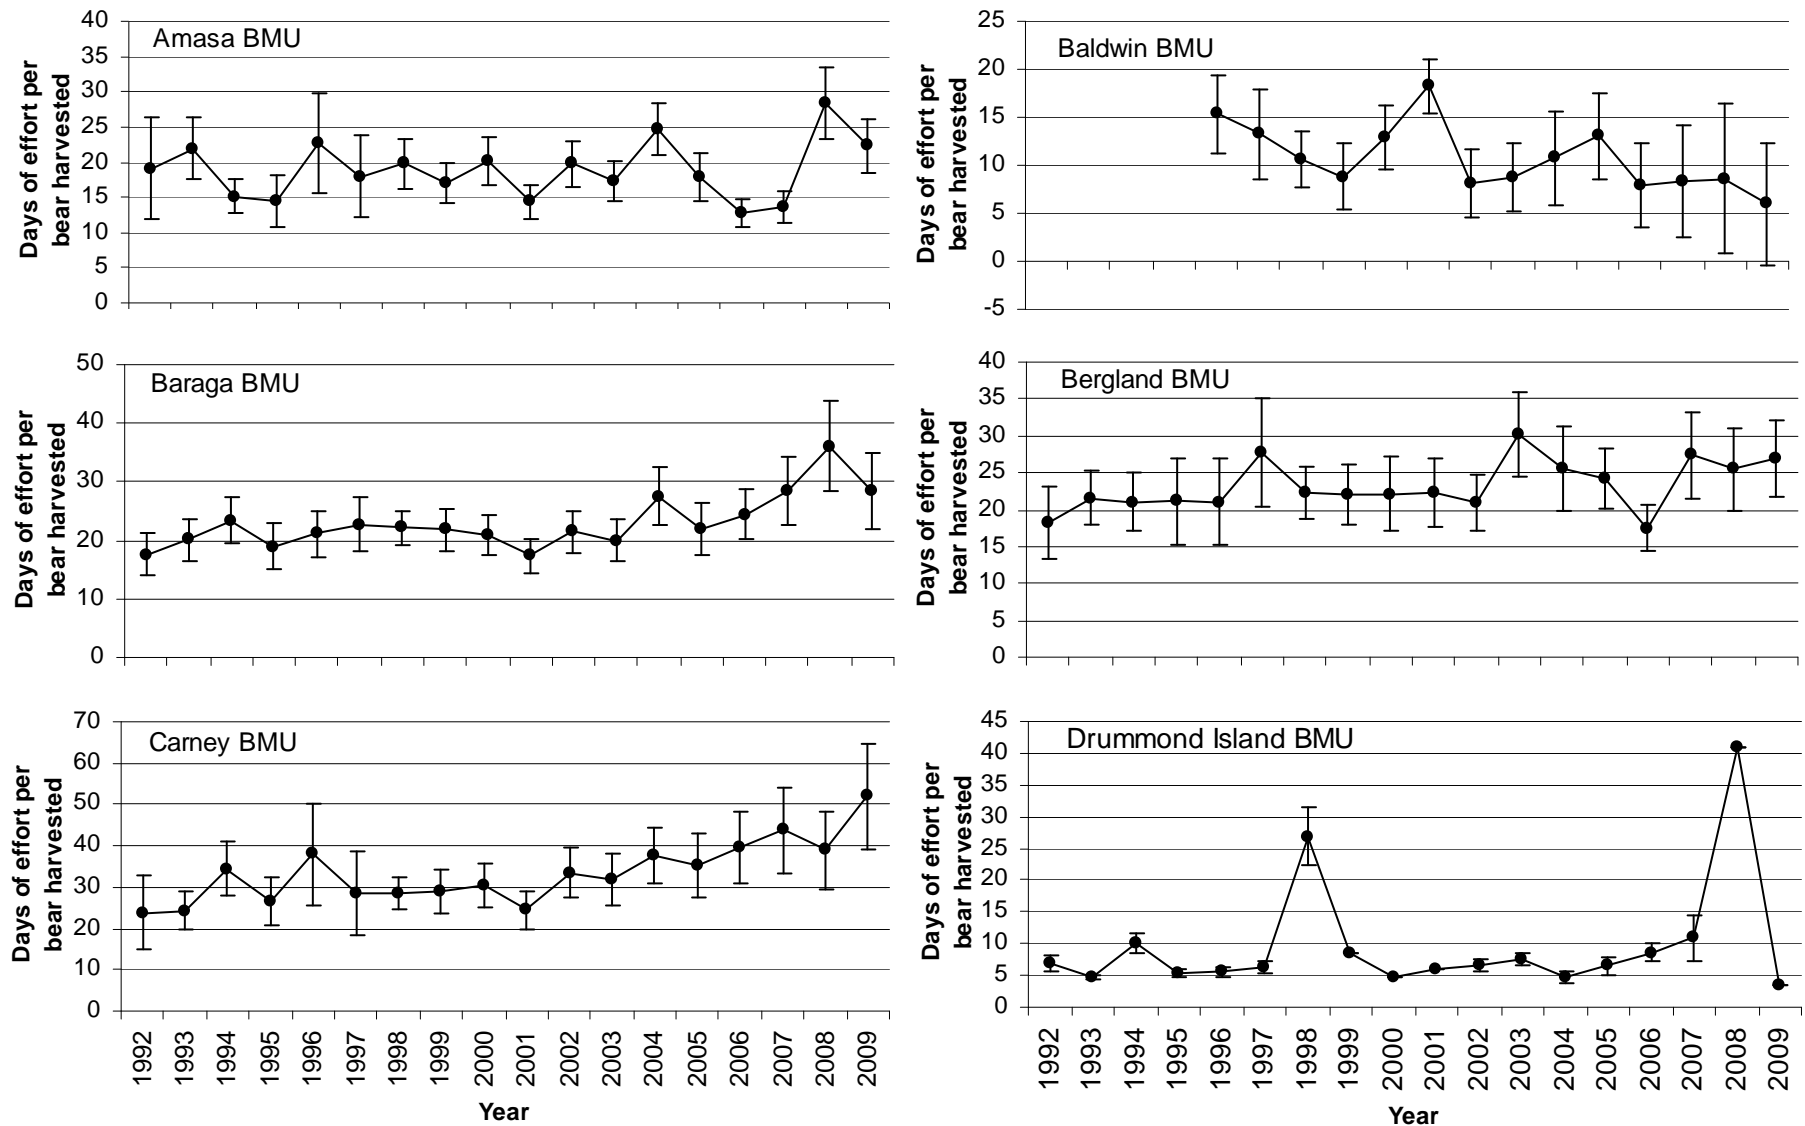 Amasa BMU
Days of effort per
bear harvested
40
35
30
25
20
15
10
5
0
Baldwin BMU
Days of effort per
bear harvested
25
20
15
10
5
0
-5
Baraga BMU
Days of effort per
bear harvested
50
40
30
20
10
0
Bergland BMU
Days of effort per
bear harvested
40
35
30
25
20
15
10
5
0
Carney BMU
Days of effort per
bear harvested
70
60
50
40
30
20
10
0
1992 1993 1994 1995 1996 1997 1998 1999 2000 2001 2002 2003 2004 2005 2006 2007 2008 2009
Year
Drummond Island BMU
Days of effort per
bear harvested
45
40
35
30
25
20
15
10
5
0
1992 1993 1994 1995 1996 1997 1998 1999 2000 2001 2002 2003 2004 2005 2006 2007 2008 2009
Year